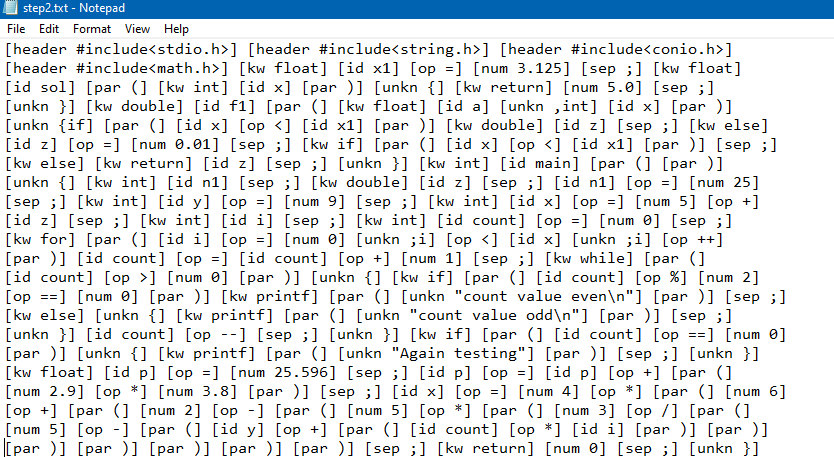 step2.txt - Notepad
File Edit Format View Help
[header #include<stdio.h>] [header #include<string.h>] [header #include<conio.h>]
[header #include<math.h>] [kw float] [id x1] [op =] [num 3.125] [sep ;] [kw float]
[id sol] [par (] [kw int] [id x] [par )] [unkn {] [kw return] [num 5.0] [sep ;]
[unkn }] [kw double] [id f1] [par (] [kw float] [id a] [unkn ,int] [id x] [par )]
[unkn {if] [par (] [id x] [op <] [id x1] [par )] [kw double] [id z] [sep ;] [kw else]
[id z] [op =] [num 0.01] [sep ;] [kw if] [par (] [id x] [op <] [id x1] [par )] [sep ;]
[kw else] [kw return] [id z] [sep ;] [unkn }] [kw int] [id main] [par (] [par )]
[unkn {] [kw int] [id n1] [sep ;] [kw double] [id z] [sep ;] [id n1] [op =] [num 25]
[sep ;] [kw int] [id y] [op =] [num 9] [sep ;] [kw int] [id x] [op =] [num 5] [op +]
[id z] [sep ;] [kw int] [id i] [sep ;] [kw int] [id count] [op =] [num 0] [sep ;]
[kw for] [par (] [id i] [op =] [num 0] [unkn ;i] [op <] [id x] [unkn ;i] [op ++]
[par )] [id count] [op =] [id count] [op +] [num 1] [sep ;] [kw while] [par (]
[id count] [op >] [num 0] [par )] [unkn {] [kw if] [par (] [id count] [op %] [num 2]
[op ==] [num 0] [par )] [kw printf] [par (] [unkn "count value even\n"] [par )] [sep ;]
[kw else] [unkn {] [kw printf] [par (] [unkn "count value odd\n"] [par )] [sep ;]
[unkn }] [id count] [op --] [sep ;] [unkn }] [kw if] [par (] [id count] [op ==] [num 0]
[par )] [unkn {] [kw printf] [par (] [unkn "Again testing"] [par )] [sep ;] [unkn }]
[kw float] [id p] [op =] [num 25.596] [sep ;] [id p] [op =] [id p] [op +] [par (]
[num 2.9] [op *] [num 3.8] [par )] [sep ;] [id x] [op =] [num 4] [op *] [par (] [num 6]
[op +] [par (] [num 2] [op -] [par (] [num 5] [op *] [par (] [num 3] [op /] [par (]
[num 5] [op -] [par (] [id y] [op +] [par (] [id count] [op *] [id i] [par )] [par )]
[par )] [par )] [par )] [par )] [par )] [sep ;] [kw return] [num 0] [sep ;] [unkn }]